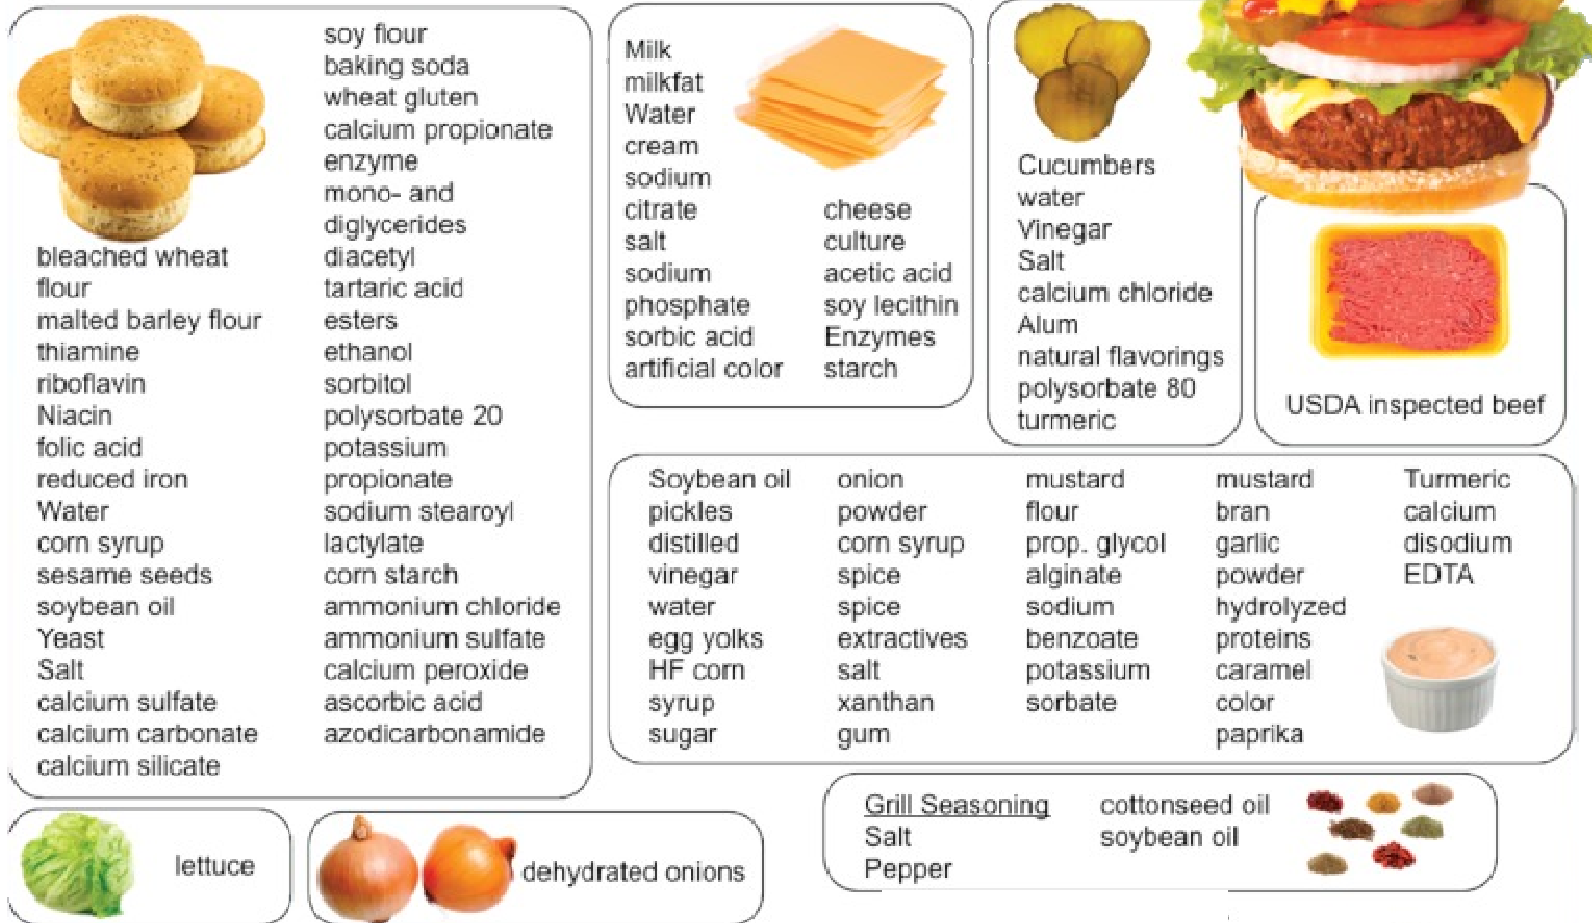 bleached wheat
flour
malted barley flour
thiamine
riboflavin
Niacin
folic acid
reduced iron
Water
corn syrup
sesame seeds
soybean oil
Yeast
Salt
calcium sulfate
calcium carbonate
calcium silicate
soy flour
baking soda
wheat gluten
calcium propionate
enzyme
mono- and
diglycerides
diacetyl
tartaric acid
esters
ethanol
sorbitol
polysorbate 20
potassium
propionate
sodium stearoyl
lactylate
corn starch
ammonium chloride
ammonium sulfate
calcium peroxide
ascorbic acid
azodicarbonamide
Milk
milkfat
Water
cream
sodium
citrate
salt
sodium
phosphate
sorbic acid
artificial color
cheese
culture
acetic acid
soy lecithin
Enzymes
starch
Cucumbers
water
Vinegar
Salt
calcium chloride
Alum
natural flavorings
polysorbate 80
turmeric
USDA inspected beef
Soybean oil
pickles
distilled
vinegar
water
egg yolks
HF corn
syrup
sugar
onion
powder
corn syrup
spice
spice
extractives
salt
xanthan
gum
mustard
flour
prop. glycol
alginate
sodium
benzoate
potassium
sorbate
mustard
bran
garlic
powder
hydrolyzed
proteins
caramel
color
paprika
Turmeric
calcium
disodium
EDTA
lettuce
dehydrated onions
Grill Seasoning
Salt
Pepper
cottonseed oil
soybean oil